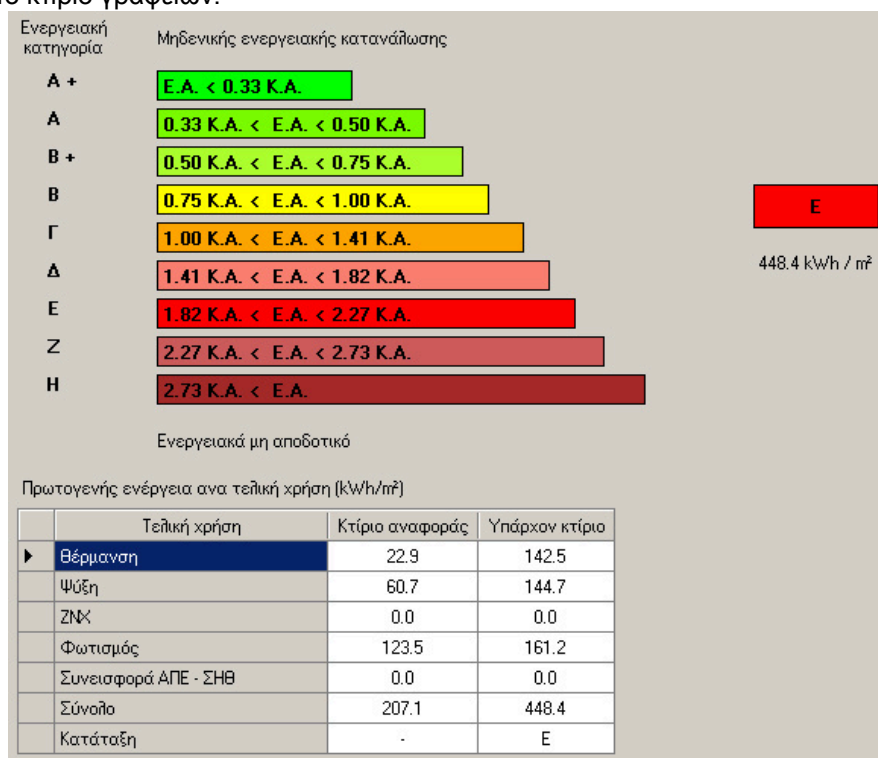 το κτίριο γραφείων.
Ενεργειακή κατηγορία
Μηδενικής ενεργειακής κατανάλωσης
A + E.A. < 0.33 K.A.
A 0.33 K.A. < E.A. < 0.50 K.A.
B + 0.50 K.A. < E.A. < 0.75 K.A.
B 0.75 K.A. < E.A. < 1.00 K.A.
E
Γ 1.00 K.A. < E.A. < 1.41 K.A.
Δ 1.41 K.A. < E.A. < 1.82 K.A.
448.4 kWh / m²
E 1.82 K.A. < E.A. < 2.27 K.A.
Z 2.27 K.A. < E.A. < 2.73 K.A.
H 2.73 K.A. < E.A.
Ενεργειακά μη αποδοτικό
Πρωτογενής ενέργεια ανα τελική χρήση (kWh/m²)
Τελική χρήση Κτίριο αναφοράς Υπάρχον κτίριο
Θέρμανση 22.9 142.5
Ψύξη 60.7 144.7
ΖΝΧ 0.0 0.0
Φωτισμός 123.5 161.2
Συνεισφορά ΑΠΕ - ΣΗΘ 0.0 0.0
Σύνολο 207.1 448.4
Κατάταξη - E